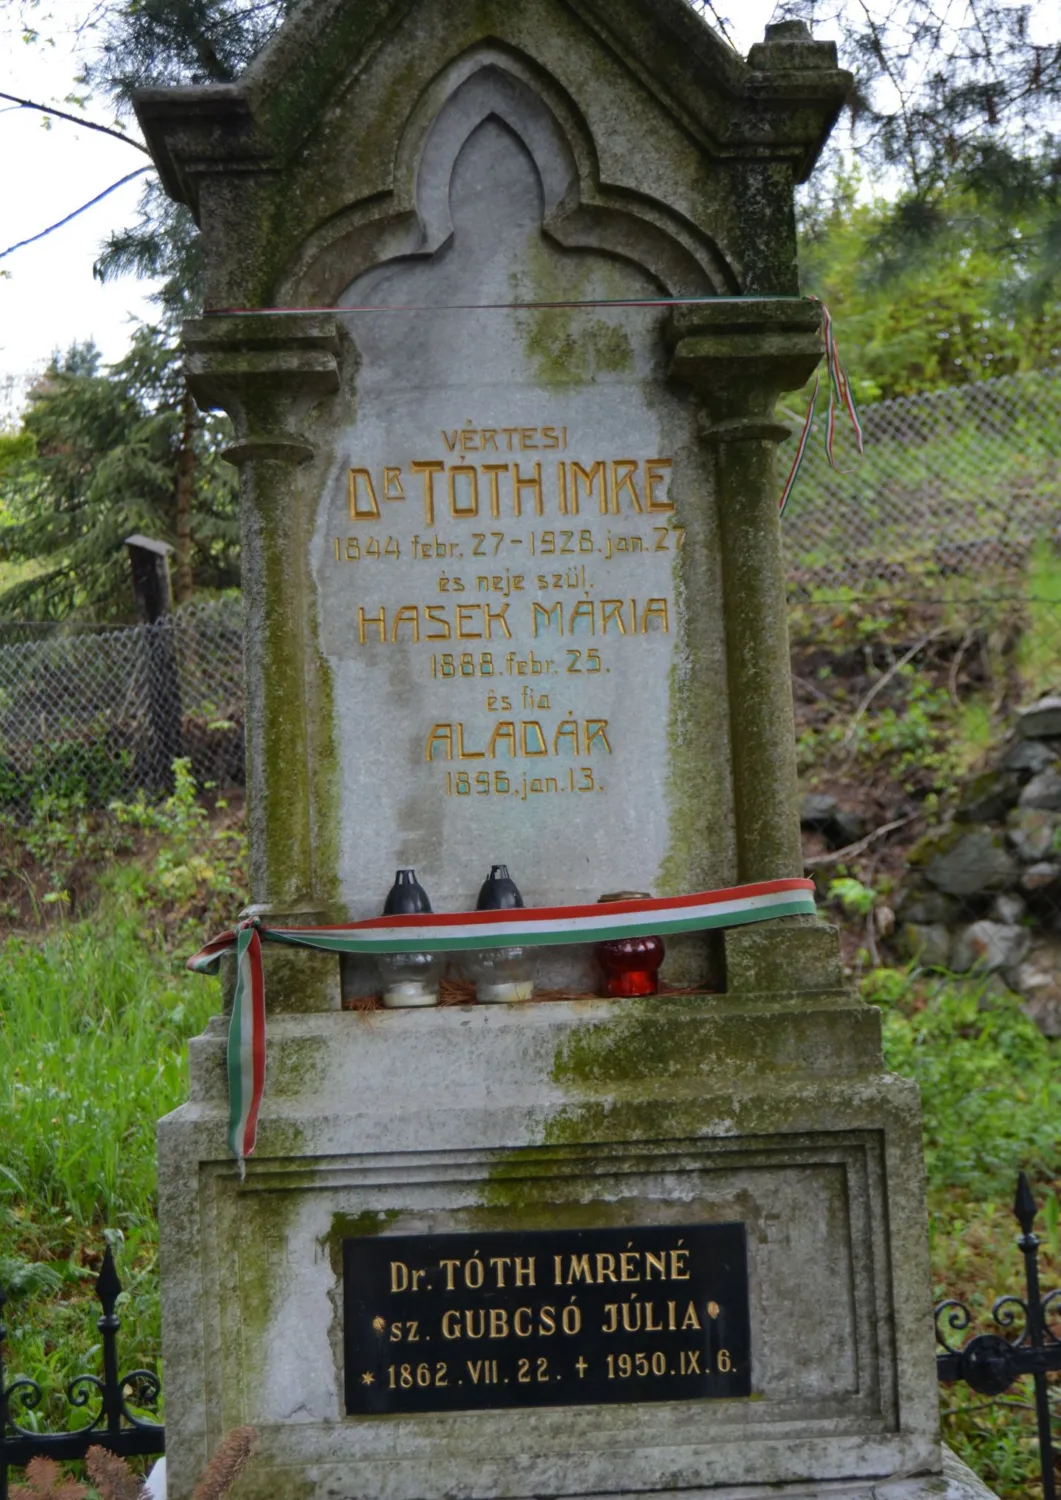 VÉRTESI
DR TÓTH IMRE
1844 febr. 27-1928. jan. 27
és neje szül.
HASEK MÁRIA
1888. febr. 25.
és fia
ALADÁR
1896. jan. 13.
Dr. TÓTH IMRÉNÉ
sz. GUBCSÓ JÚLIA
* 1862. VII. 22. + 1950. IX. 6.